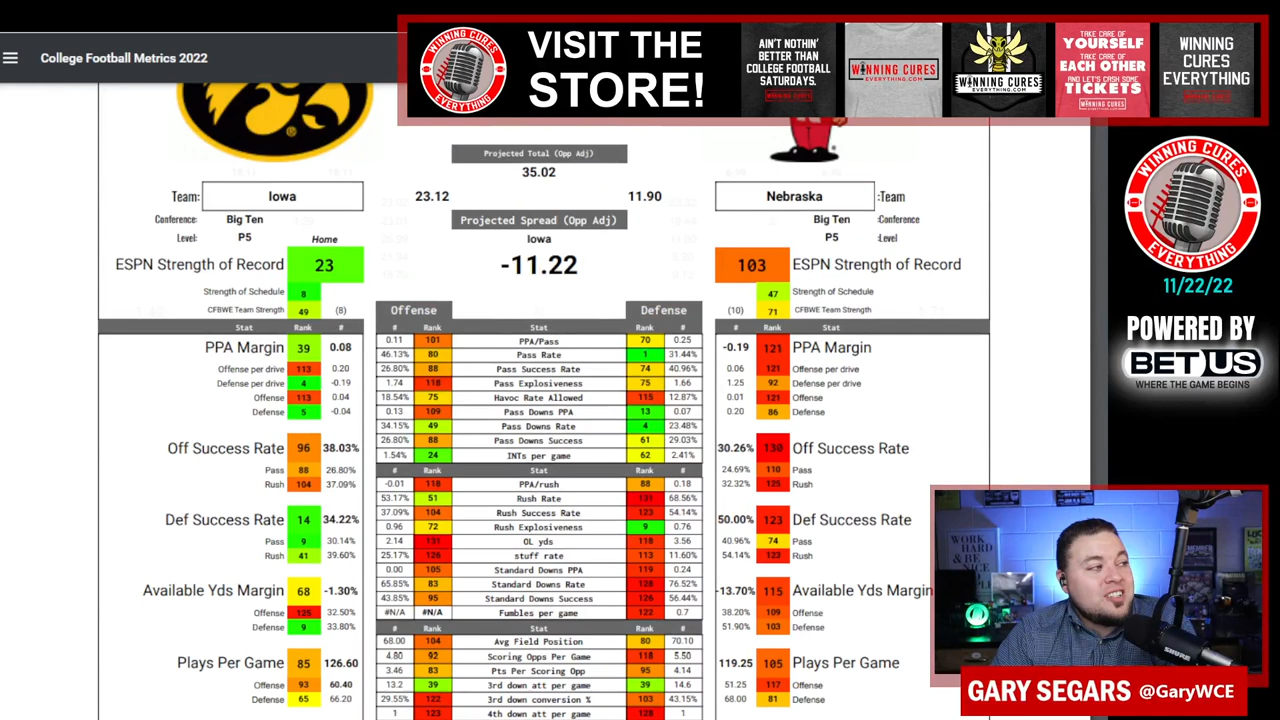 College Football Metrics 2022
WINNING CURES
EVERYTHING
VISIT THE
STORE!
AIN'T NOTHIN'
BETTER THAN
COLLEGE FOOTBALL
SATURDAYS.
WINNING CURES
EVERYTHING.COM
WINNING CURES
EVERYTHING.COM
TAKE CARE OF
YOURSELF
TAKE CARE OF
EACH OTHER
AND LET'S CASH SOME
TICKETS
WINNING CURES
WINNING
CURES
EVERYTHING
Projected Total (Opp Adj)
35.02
23.12 11.90
Team: Iowa
Nebraska :Team
Projected Spread (Opp Adj)
Conference: Big Ten
Big Ten :Conference
Level: P5 Home
P5 :Level
Iowa
-11.22
ESPN Strength of Record 23
103 ESPN Strength of Record
Strength of Schedule 8
47 Strength of Schedule
CFBWE Team Strength 49 (8)
(10) 71 CFBWE Team Strength
Offense Defense
Stat Rank #
# Rank Stat Rank #
# Rank Stat
PPA Margin 39 0.08
Offense per drive 113 0.20
Defense per drive 4 -0.19
Offense 113 0.04
Defense 5 -0.04
0.11 101 PPA/Pass 70 0.25
46.13% 80 Pass Rate 1 31.44%
26.80% 88 Pass Success Rate 74 40.96%
1.74 118 Pass Explosiveness 75 1.66
18.54% 75 Havoc Rate Allowed 115 12.87%
0.13 109 Pass Downs PPA 13 0.07
34.15% 49 Pass Downs Rate 4 23.48%
26.80% 88 Pass Downs Success 61 29.03%
1.54% 24 INTs per game 62 2.41%
-0.19 121 PPA Margin
0.06 121 Offense per drive
1.25 92 Defense per drive
0.01 121 Offense
0.20 86 Defense
Off Success Rate 96 38.03%
Pass 88 26.80%
Rush 104 37.09%
30.26% 130 Off Success Rate
24.69% 110 Pass
32.32% 125 Rush
# Rank Stat Rank #
-0.01 118 PPA/rush 88 0.18
53.17% 51 Rush Rate 131 68.56%
37.09% 104 Rush Success Rate 123 54.14%
0.96 72 Rush Explosiveness 9 0.76
2.14 131 OL yds 118 3.56
25.17% 126 stuff rate 113 11.60%
0.00 105 Standard Downs PPA 119 0.24
65.85% 83 Standard Downs Rate 128 76.52%
43.85% 95 Standard Downs Success 126 56.44%
#N/A #N/A Fumbles per game 122 0.7
Def Success Rate 14 34.22%
Pass 9 30.14%
Rush 41 39.60%
50.00% 123 Def Success Rate
40.96% 74 Pass
54.14% 123 Rush
Available Yds Margin 68 -1.30%
Offense 125 32.50%
Defense 9 33.80%
-13.70% 115 Available Yds Margin
38.20% 109 Offense
51.90% 103 Defense
# Rank Stat Rank #
68.00 104 Avg Field Position 80 70.10
4.80 92 Scoring Opps Per Game 118 5.50
3.46 83 Pts Per Scoring Opp 95 4.14
13.2 39 3rd down att per game 39 14.6
29.55% 122 3rd down conversion % 103 43.15%
1 123 4th down att per game 128 1
Plays Per Game 85 126.60
Offense 93 60.40
Defense 65 66.20
119.25 105 Plays Per Game
51.25 117 Offense
68.00 81 Defense
WINNING CURES
EVERYTHING
11/22/22
POWERED BY
BETUS
WHERE THE GAME BEGINS
WORK
HARD
& BE
NICE
SHURE
GARY SEGARS @GaryWCE